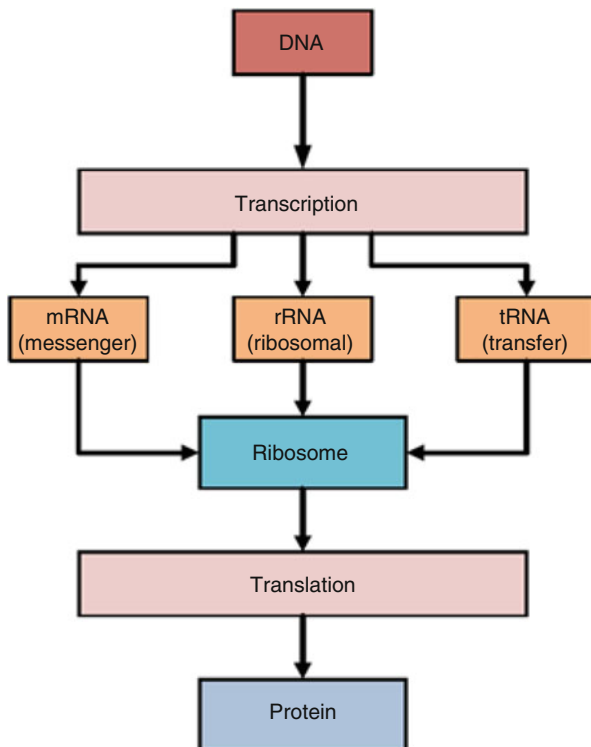 DNA
Transcription
mRNA
(messenger)
rRNA
(ribosomal)
tRNA
(transfer)
Ribosome
Translation
Protein